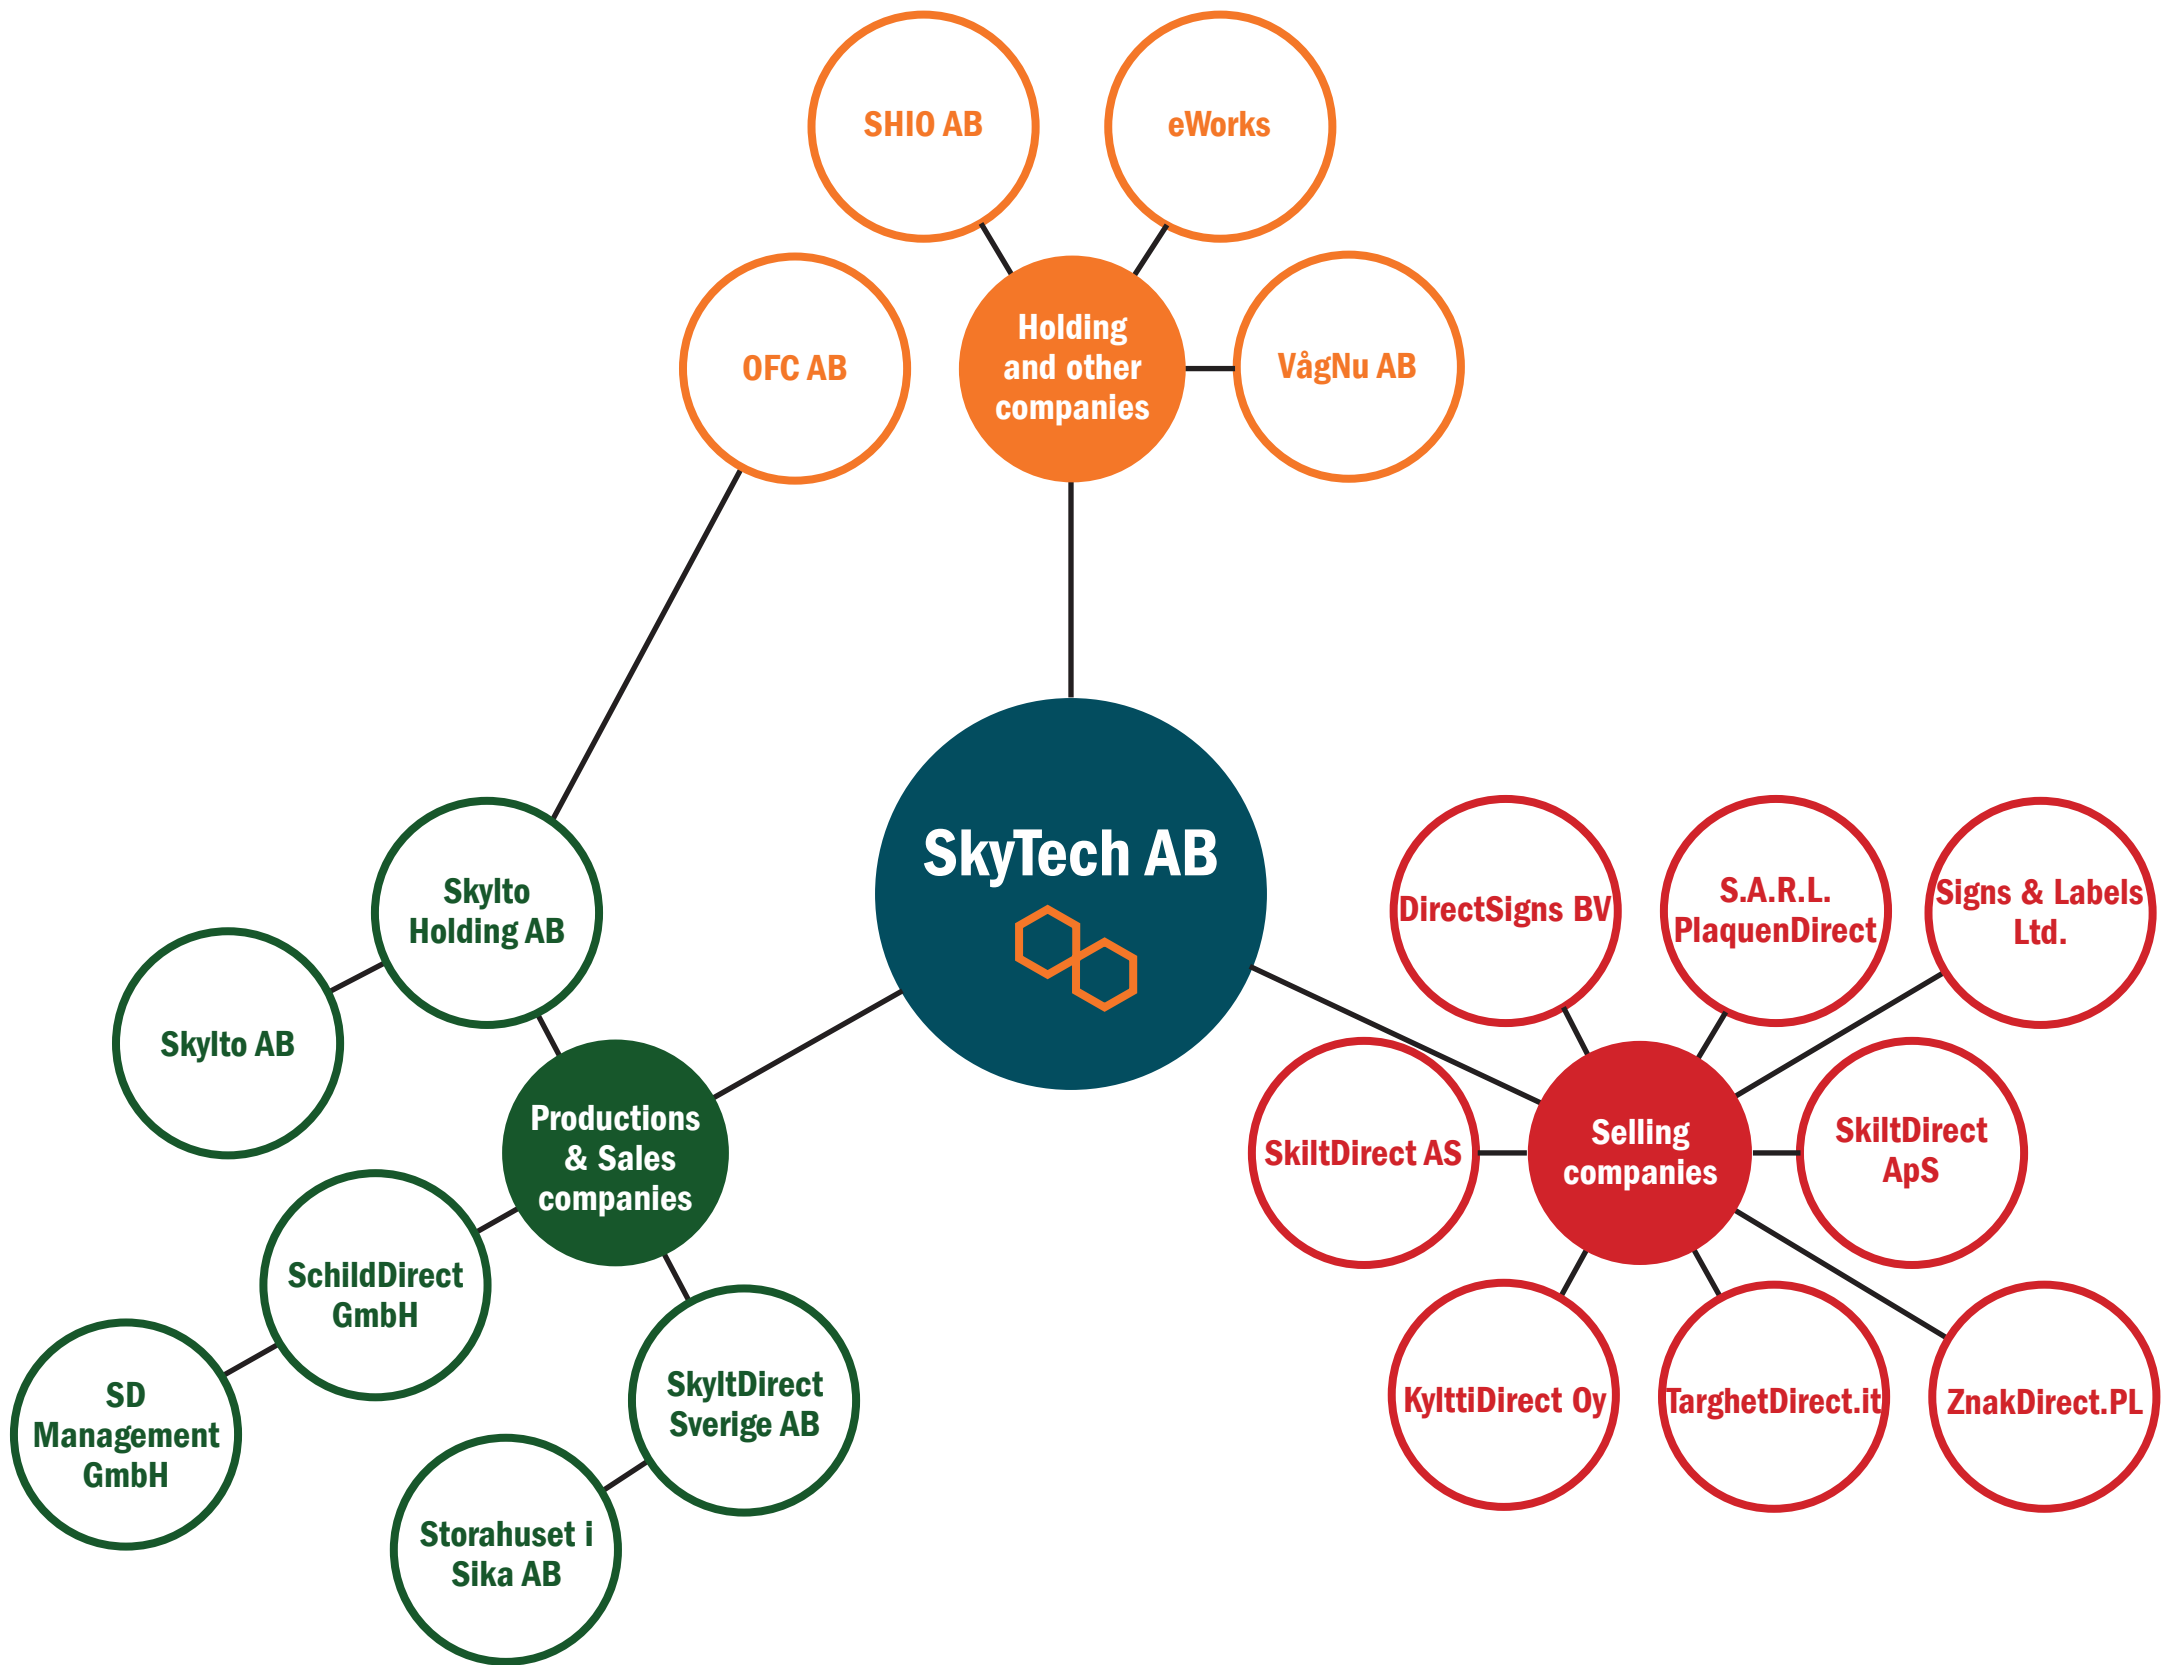 SHIO AB
eWorks
OFC AB
Holding
and other
companies
VågNu AB
SkyTech AB
Skylto
Holding AB
Skylto AB
Productions
& Sales
companies
SchildDirect
GmbH
SD
Management
GmbH
SkyltDirect
Sverige AB
Storahuset i
Sika AB
DirectSigns BV
S.A.R.L.
PlaquenDirect
Signs & Labels
Ltd.
SkiltDirect AS
Selling
companies
SkiltDirect
ApS
KylttiDirect Oy
TarghetDirect.it
ZnakDirect.PL